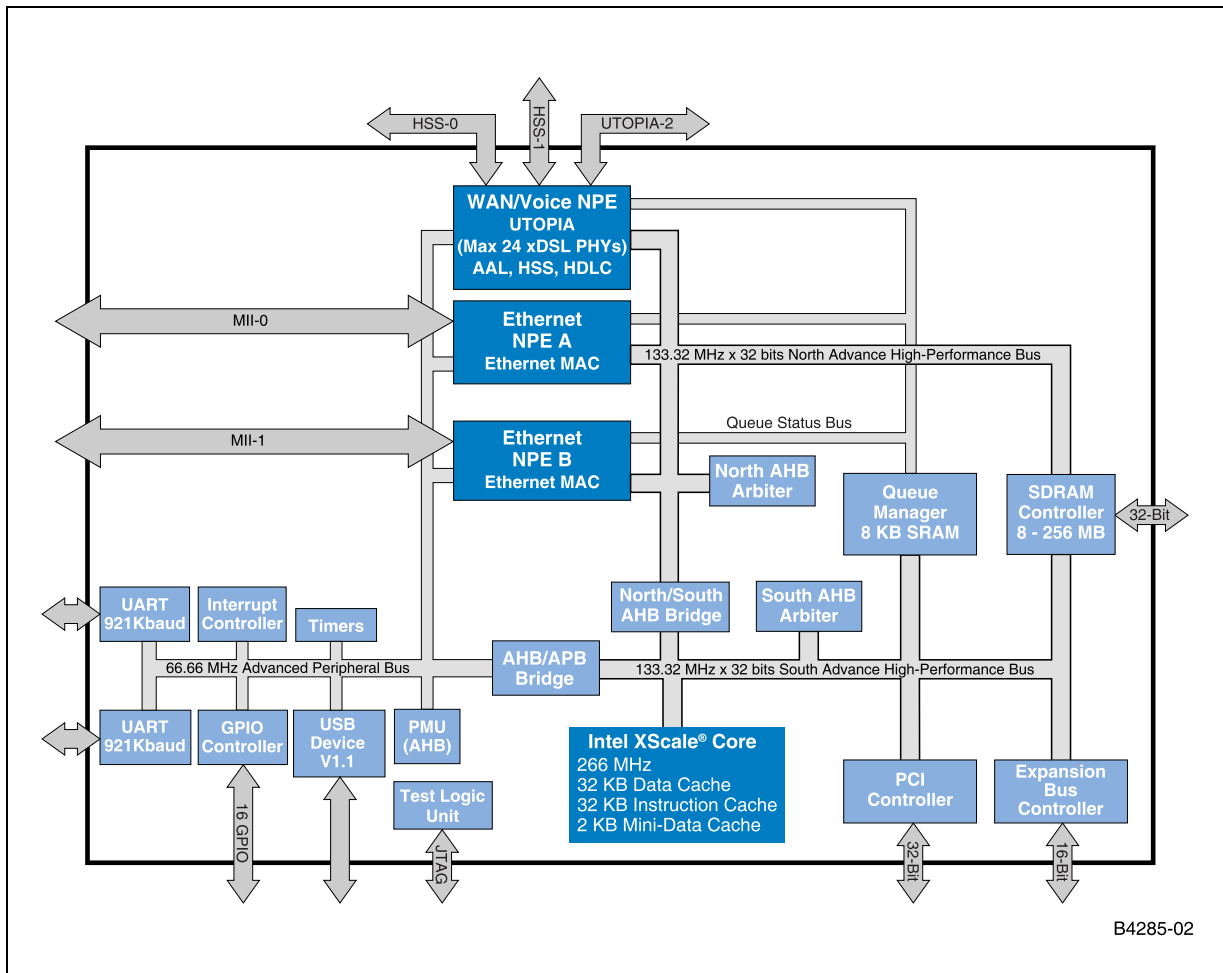 HSS-0
HSS-1
UTOPIA-2
WAN/Voice NPE
UTOPIA
(Max 24 xDSL PHYs)
AAL, HSS, HDLC
MII-0
Ethernet
NPE A
Ethernet MAC
133.32 MHz x 32 bits North Advance High-Performance Bus
MII-1
Ethernet
NPE B
Ethernet MAC
Queue Status Bus
North AHB
Arbiter
Queue
Manager
8 KB SRAM
SDRAM
Controller
8 - 256 MB
32-Bit
UART
921Kbaud
Interrupt
Controller
Timers
North/South
AHB Bridge
South AHB
Arbiter
66.66 MHz Advanced Peripheral Bus
AHB/APB
Bridge
133.32 MHz x 32 bits South Advance High-Performance Bus
UART
921Kbaud
GPIO
Controller
USB
Device
V1.1
PMU
(AHB)
Intel XScale® Core
266 MHz
32 KB Data Cache
32 KB Instruction Cache
2 KB Mini-Data Cache
Test Logic
Unit
PCI
Controller
Expansion
Bus
Controller
16 GPIO
JTAG
32-Bit
16-Bit
B4285-02